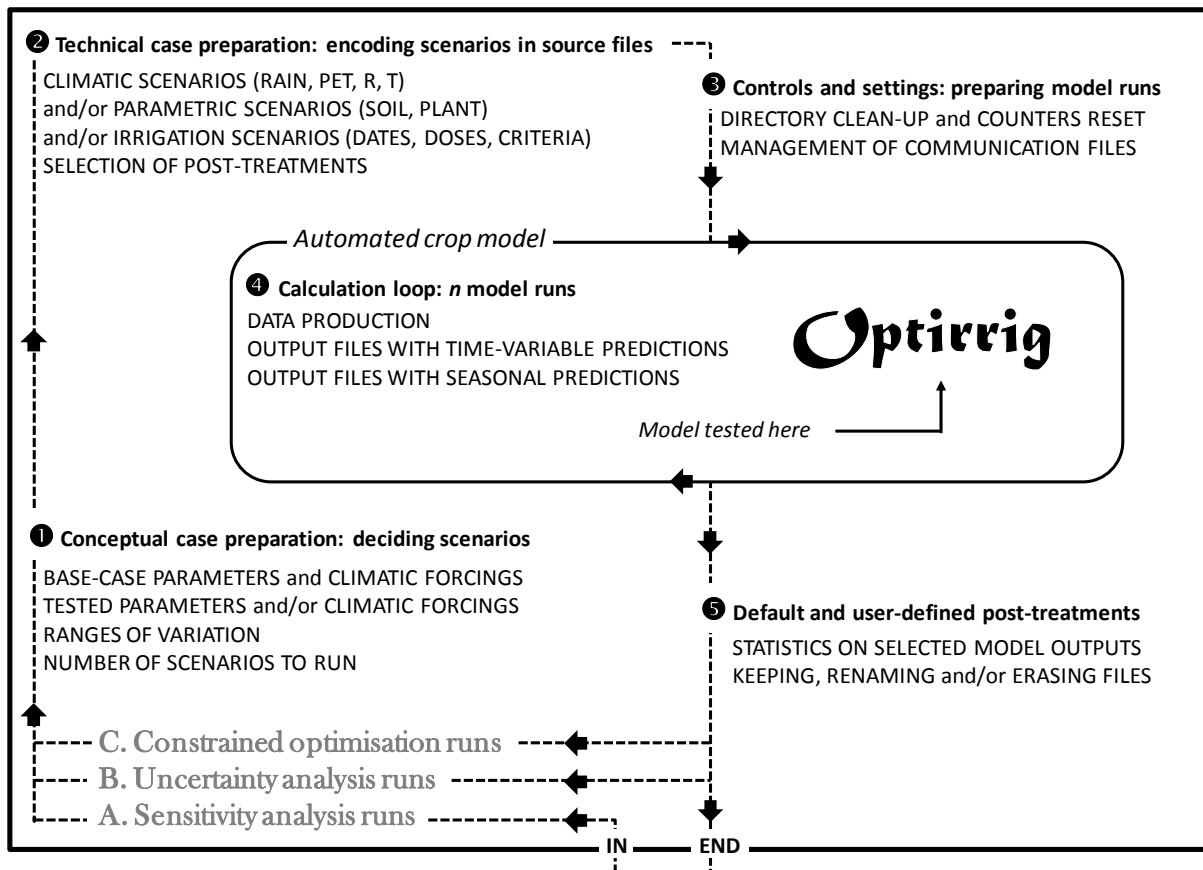 ❷ Technical case preparation: encoding scenarios in source files
CLIMATIC SCENARIOS (RAIN, PET, R, T)
and/or PARAMETRIC SCENARIOS (SOIL, PLANT)
and/or IRRIGATION SCENARIOS (DATES, DOSES, CRITERIA)
SELECTION OF POST-TREATMENTS
❸ Controls and settings: preparing model runs
DIRECTORY CLEAN-UP and COUNTERS RESET
MANAGEMENT OF COMMUNICATION FILES
Automated crop model
❹ Calculation loop: n model runs
DATA PRODUCTION
OUTPUT FILES WITH TIME-VARIABLE PREDICTIONS
OUTPUT FILES WITH SEASONAL PREDICTIONS
Optirrig
Model tested here
❶ Conceptual case preparation: deciding scenarios
BASE-CASE PARAMETERS and CLIMATIC FORCINGS
TESTED PARAMETERS and/or CLIMATIC FORCINGS
RANGES OF VARIATION
NUMBER OF SCENARIOS TO RUN
❺ Default and user-defined post-treatments
STATISTICS ON SELECTED MODEL OUTPUTS
KEEPING, RENAMING and/or ERASING FILES
C. Constrained optimisation runs
B. Uncertainty analysis runs
A. Sensitivity analysis runs
IN
END